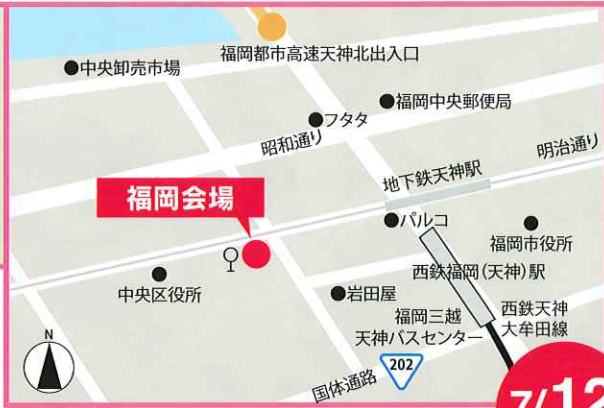 福岡都市高速天神北出入口
中央卸売市場
福岡中央郵便局
フタタ
昭和通り
明治通り
地下鉄天神駅
福岡会場
パルコ
福岡市役所
中央区役所
西鉄福岡(天神)駅
岩田屋
福岡三越
天神バスセンター
西鉄天神
大牟田線
202
国体通路
N
7/12